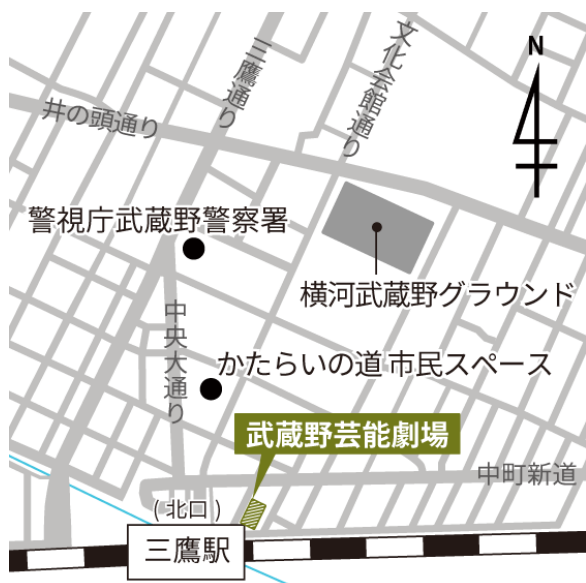 N
三鷹通り
文化会館通り
井の頭通り
警視庁武蔵野警察署
横河武蔵野グラウンド
中央大通り
かたらいの道 市民スペース
武蔵野芸能劇場
中町新道
(北口)
三鷹駅